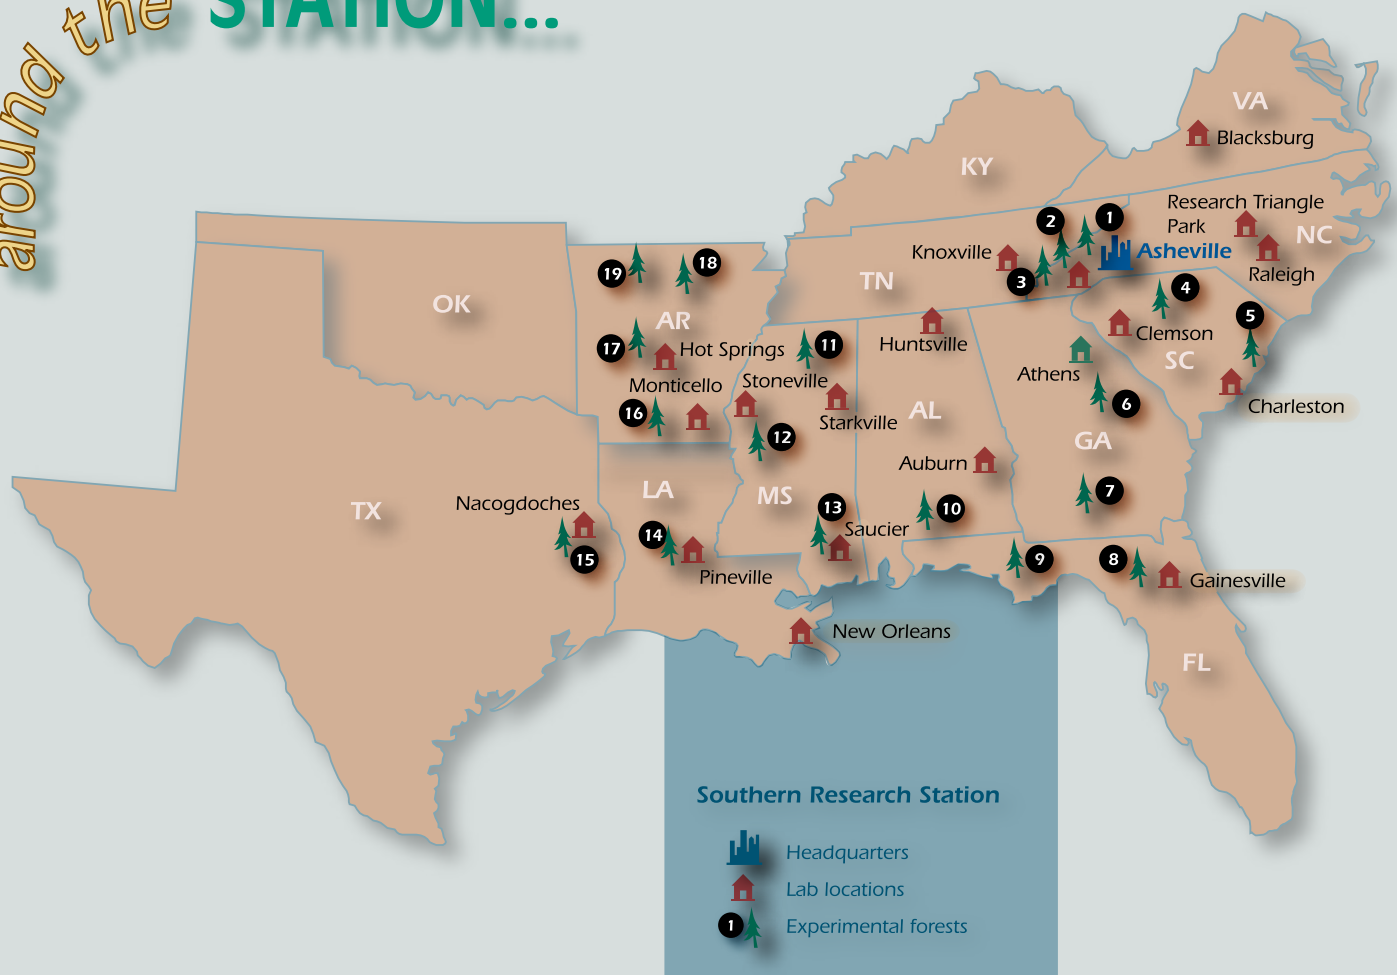 around the STATION...
VA
Blacksburg
KY
Research Triangle
Park
NC
Raleigh
1
2
Asheville
Knoxville
3
TN
OK
19
18
AR
4
Clemson
SC
5
Charleston
17
Hot Springs
11
Huntsville
Athens
Monticello
Stoneville
Starkville
16
12
AL
6
GA
Auburn
TX
Nacogdoches
15
LA
14
Pineville
MS
13
Saucier
10
7
9
8
Gainesville
New Orleans
FL
Southern Research Station
Headquarters
Lab locations
1 Experimental forests